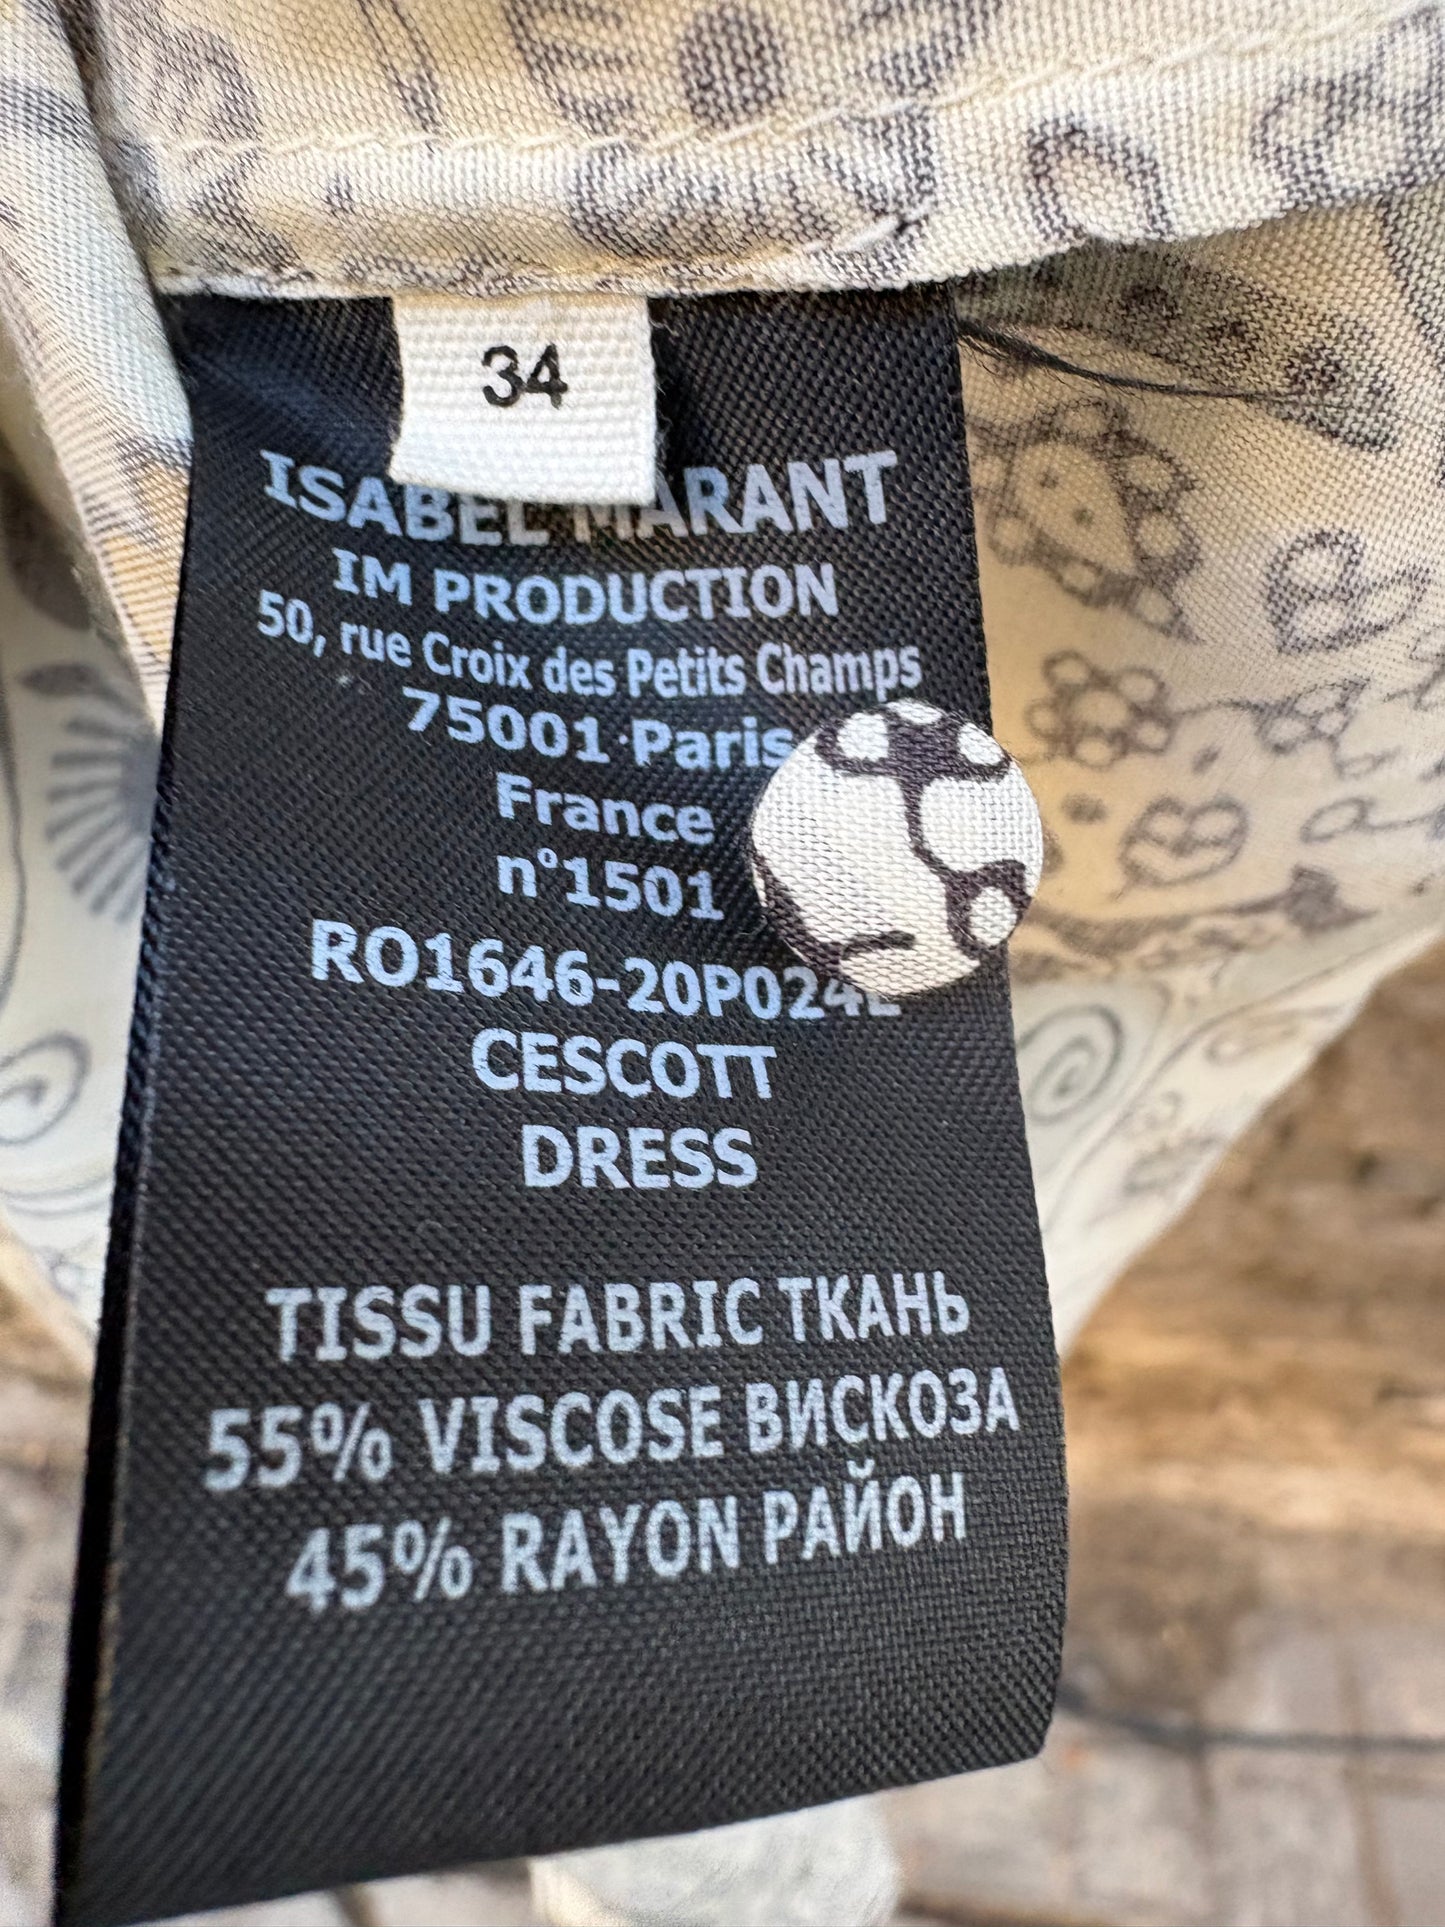 34
ISABEL MARANT
IM PRODUCTION
50, rue Croix des Petits Champs
75001 Paris
France
n°1501
RO1646-20P024E
CESCOTT
DRESS
TISSU FABRIC ТКАНЬ
55% VISCOSE ВИСКОЗА
45% RAYON РАЙОН